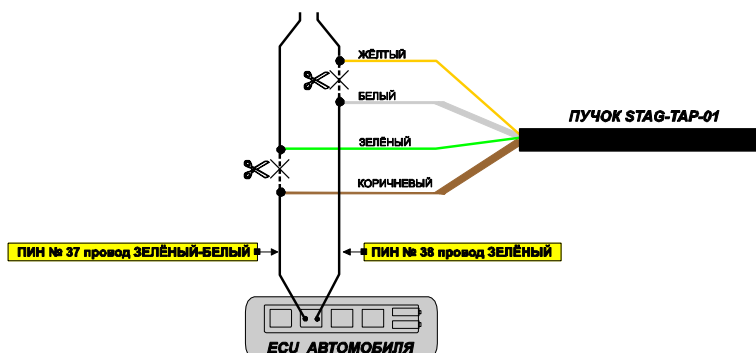 ЖЁЛТЫЙ
БЕЛЫЙ
ПУЧОК STAG-TAP-01
ЗЕЛЁНЫЙ
КОРИЧНЕВЫЙ
ПИН № 37 провод ЗЕЛЁНЫЙ-БЕЛЫЙ
ПИН № 38 провод ЗЕЛЁНЫЙ
ECU АВТОМОБИЛЯ